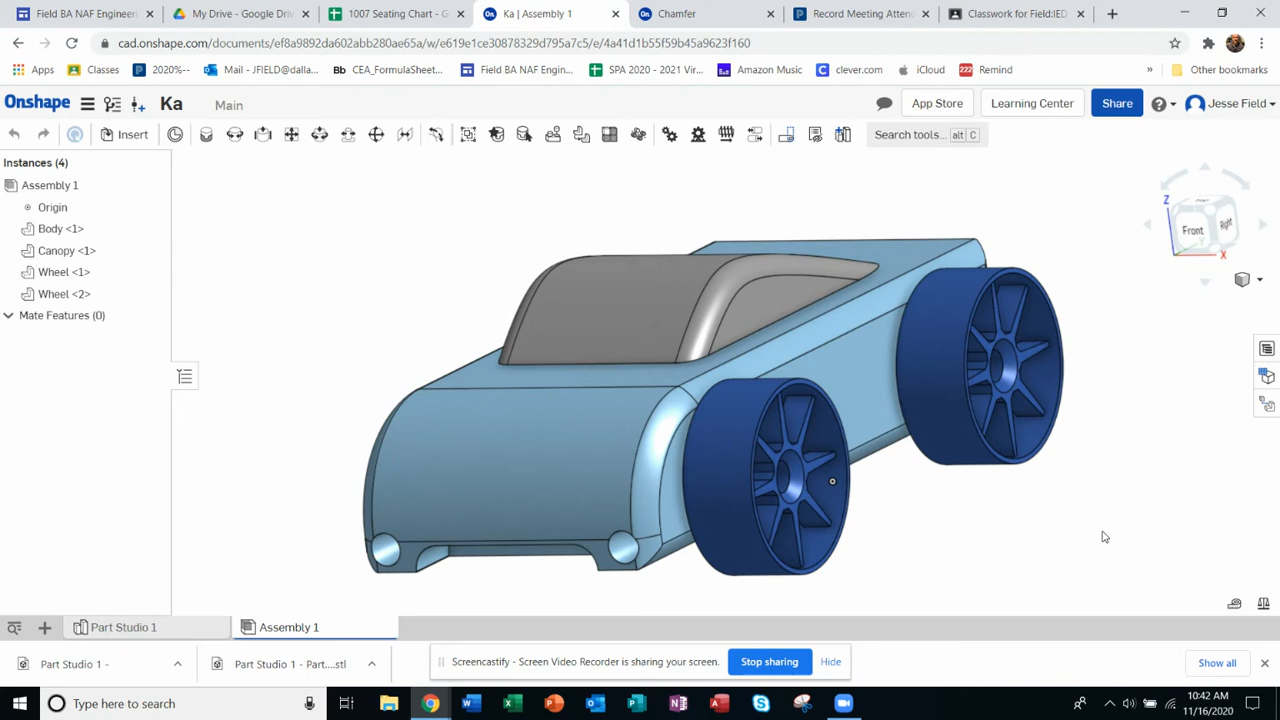 Field BA NAF Engineeri
My Drive - Google Driv
1007 Seating Chart - G
Ka | Assembly 1
Chamfer
Record Meeting Attend
Classwork for Field:IED
cad.onshape.com/documents/ef8a9892da602abb280ae65a/w/e619e1ce30878329d795a7c5/e/4a41d1b55f59b45a9623f160
Apps
Classes
2020%--
Mail - JFIELD@dalla...
Bb CEA_FormulaSheet...
Field BA NAF Engin...
SPA 2020 - 2021 Vir...
Amazon Music
clever.com
iCloud
222 Remind
»
Other bookmarks
Onshape
Ka
Main
App Store
Learning Center
Share
Jesse Field
Insert
Search tools... alt C
Instances (4)
Assembly 1
Origin
Body <1>
Canopy <1>
Wheel <1>
Wheel <2>
Mate Features (0)
Z
Front
Right
X
Part Studio 1
Assembly 1
Part Studio 1 -
Part Studio 1 - Part....stl
Screencastify - Screen Video Recorder is sharing your screen.
Stop sharing
Hide
Show all
Type here to search
10:42 AM
11/16/2020